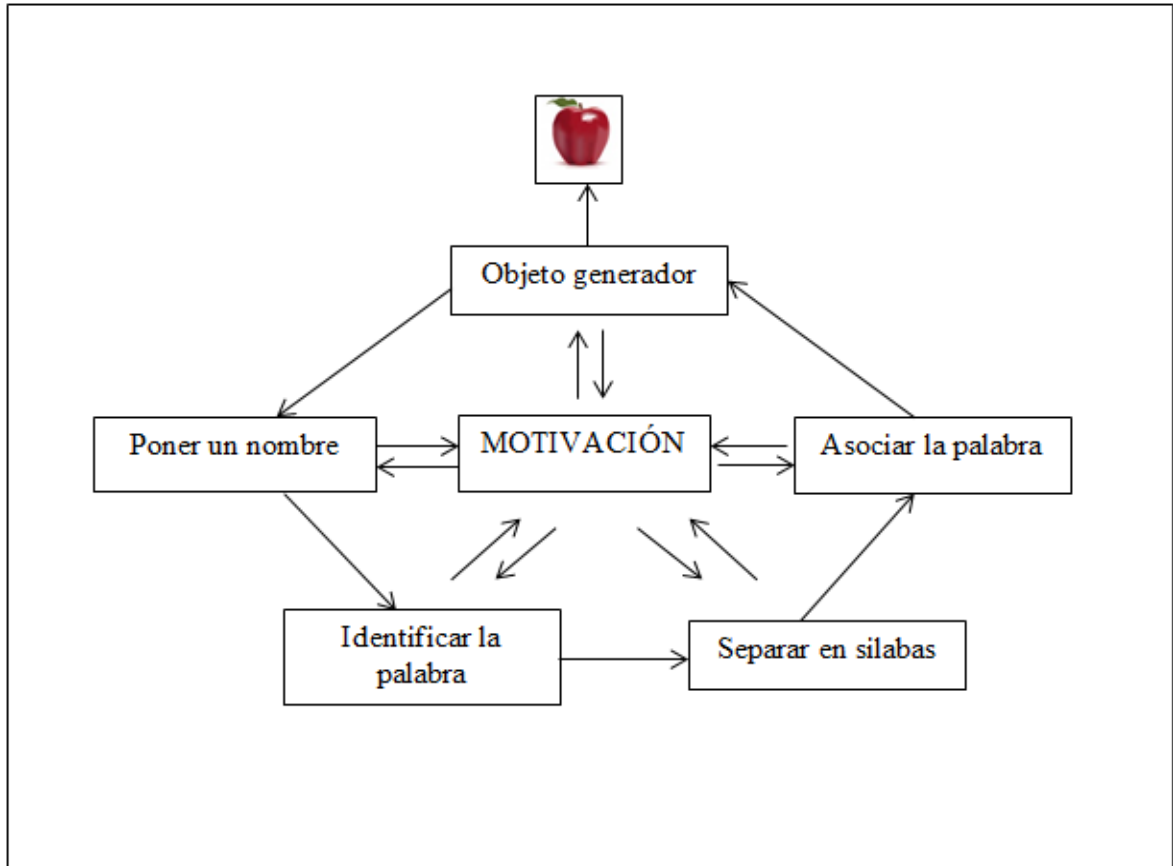 Objeto generador
Poner un nombre
MOTIVACIÓN
Asociar la palabra
Identificar la
palabra
Separar en silabas